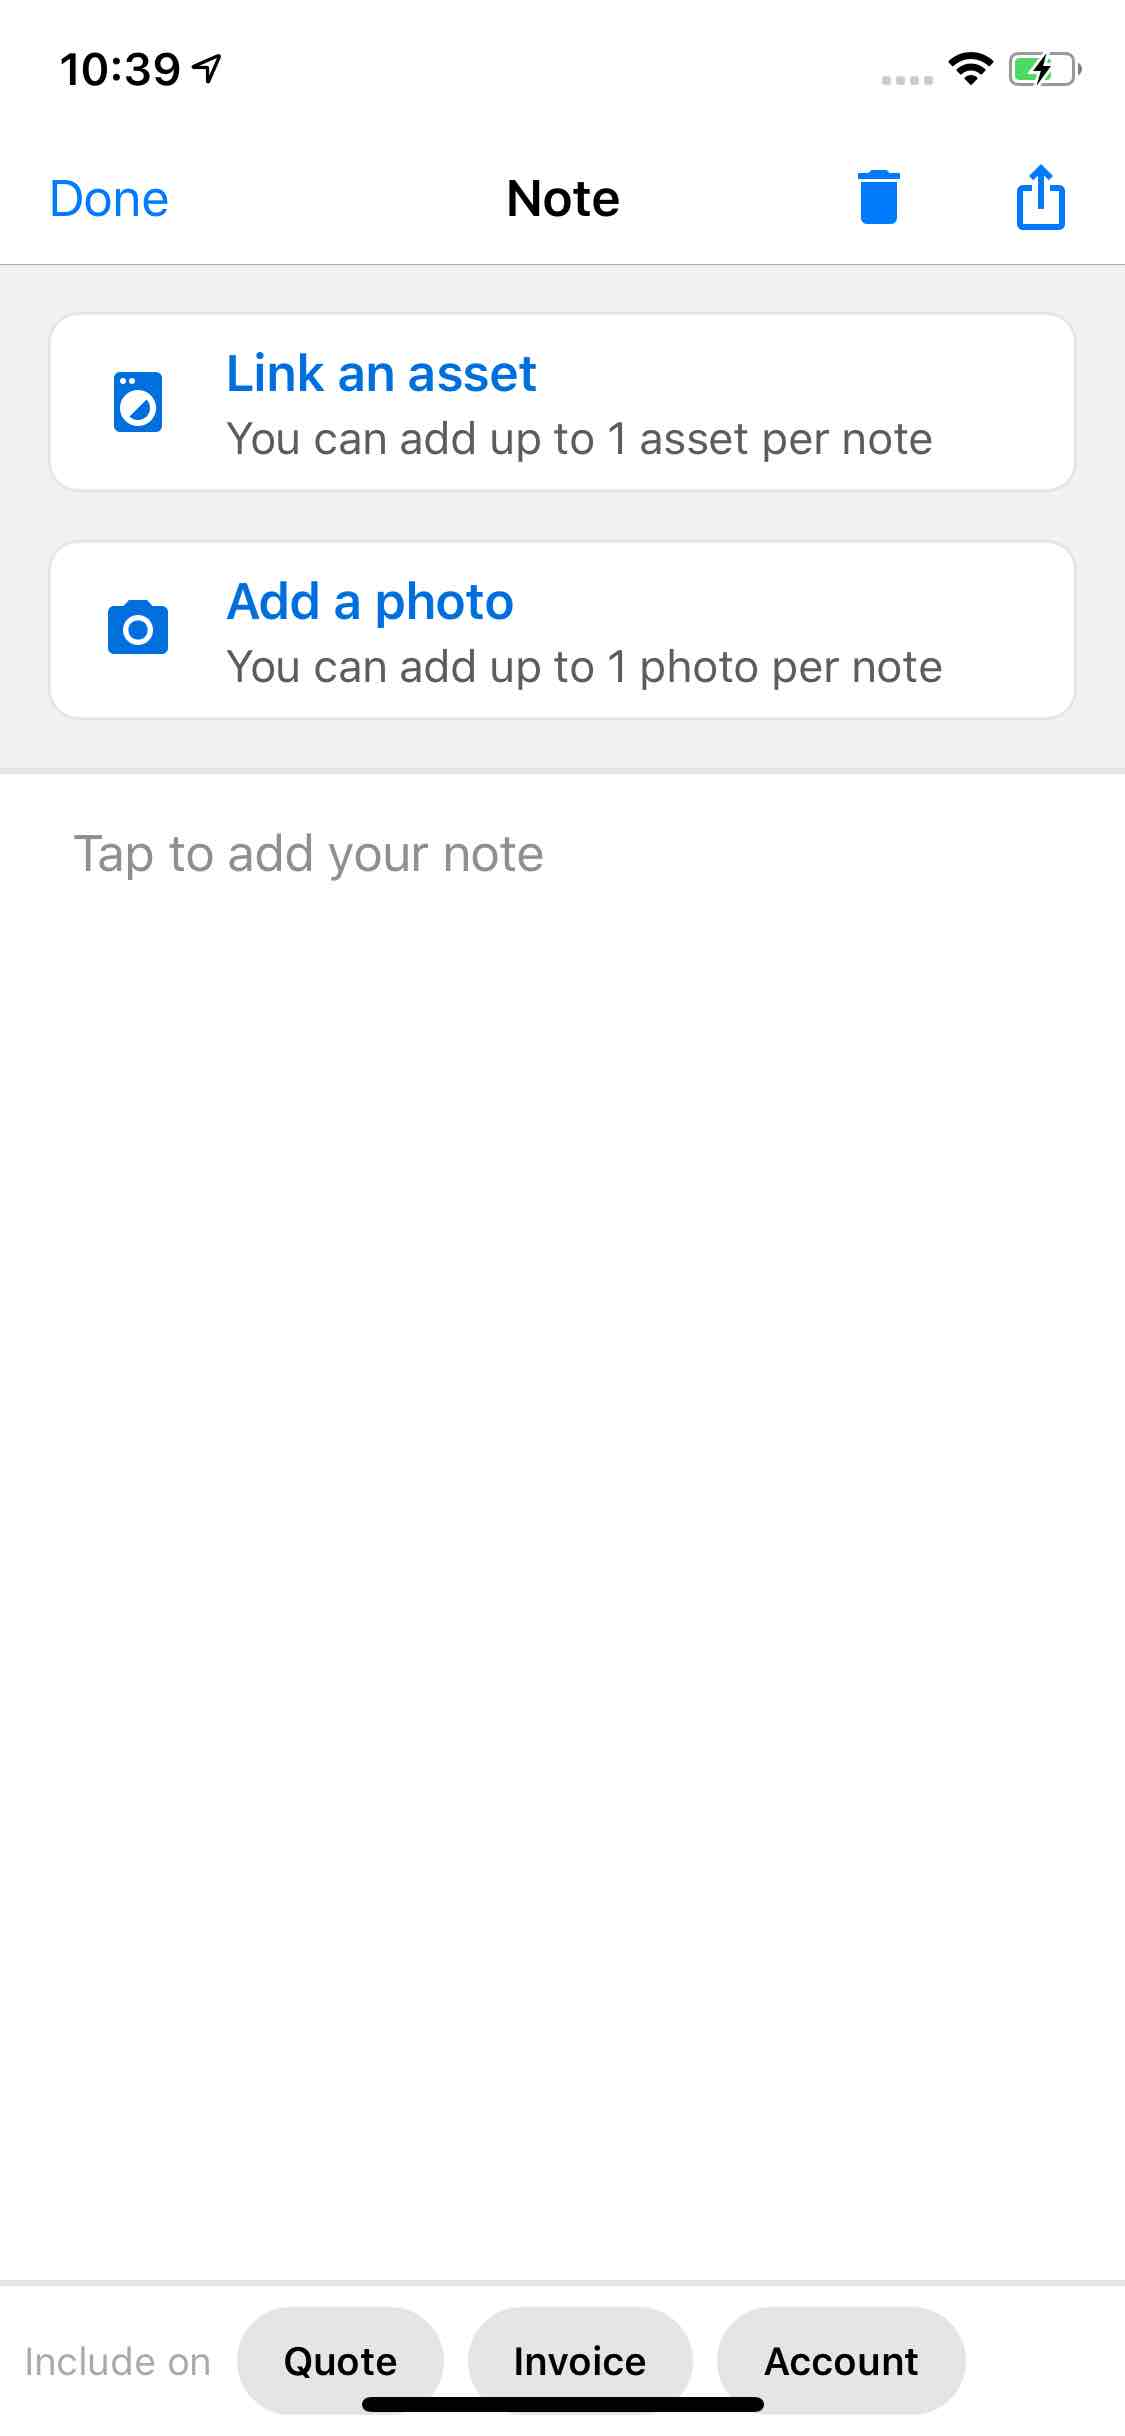 10:39
Done
Note
Link an asset
You can add up to 1 asset per note
Add a photo
You can add up to 1 photo per note
Tap to add your note
Include on
Quote
Invoice
Account